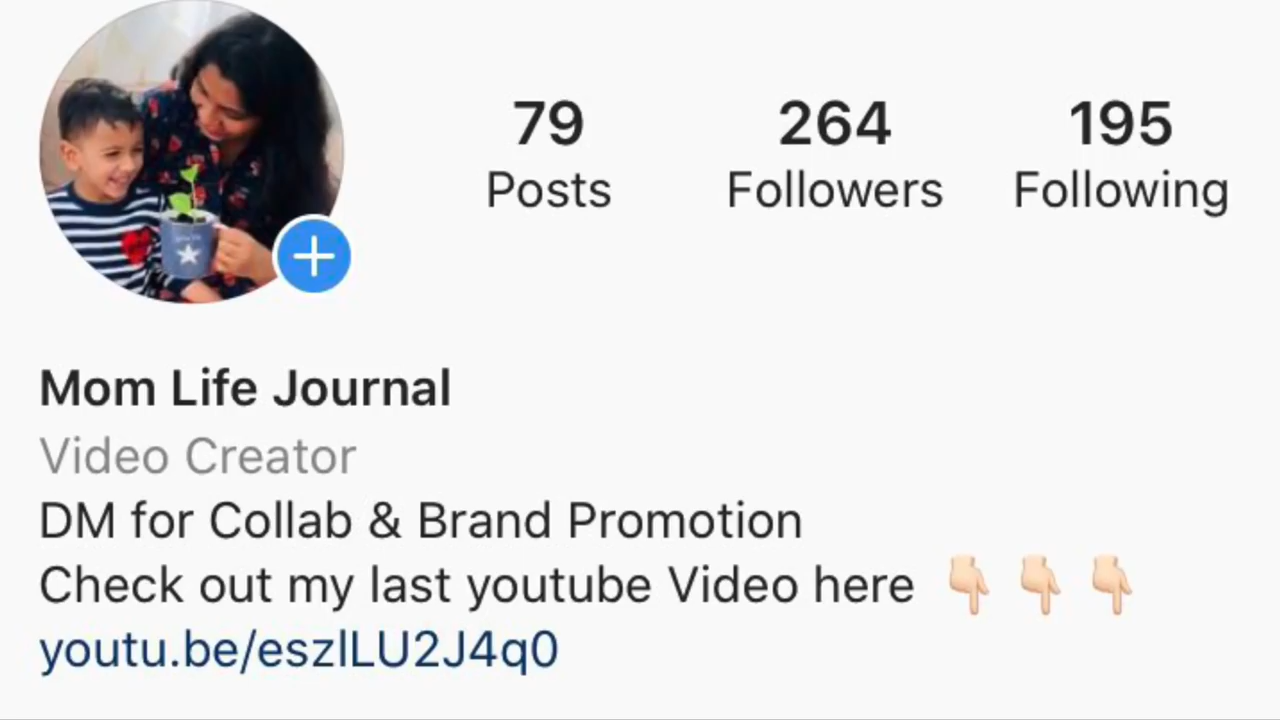 79 264 195
Posts Followers Following
Mom Life Journal
Video Creator
DM for Collab & Brand Promotion
Check out my last youtube Video here 👇🏻 👇🏻 👇🏻
youtu.be/eszlLU2J4q0